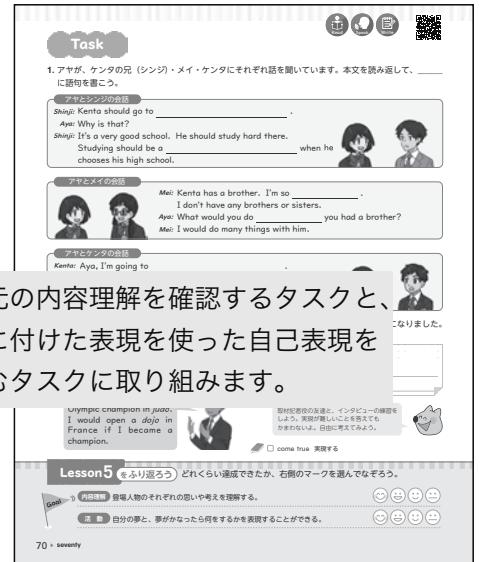 Read
Speak
Write
Task
1. アヤが、ケンタの兄（シンジ）・メイ・ケンタにそれぞれ話を聞いています。本文を読み返して、_____
に語句を書こう。
アヤとシンジの会話
Shinji: Kenta should go to ____________________ .
Aya: Why is that?
Shinji: It's a very good school. He should study hard there.
Studying should be a ____________________ when he
chooses his high school.
アヤとメイの会話
Mei: Kenta has a brother. I'm so ____________ .
I don't have any brothers or sisters.
Aya: What would you do ____________ you had a brother?
Mei: I would do many things with him.
アヤとケンタの会話
Kenta: Aya, I'm going to ____________________ .
元の内容理解を確認するタスクと、
に付けた表現を使った自己表現を
むタスクに取り組みます。
になりました。
Olympic champion in judo.
I would open a dojo in
France if I became a
champion.
取材記者役の友達と、インタビューの練習を
しよう。実現が難しいことを答えても
かまわないよ。自由に考えてみよう。
□ come true 実現する
Lesson5 をふり返ろう どれくらい達成できたか、右側のマークを選んでなぞろう。
Goal
内容理解 登場人物のそれぞれの思いや考えを理解する。
活動 自分の夢と、夢がかなったら何をするかを表現することができる。
70 seventy